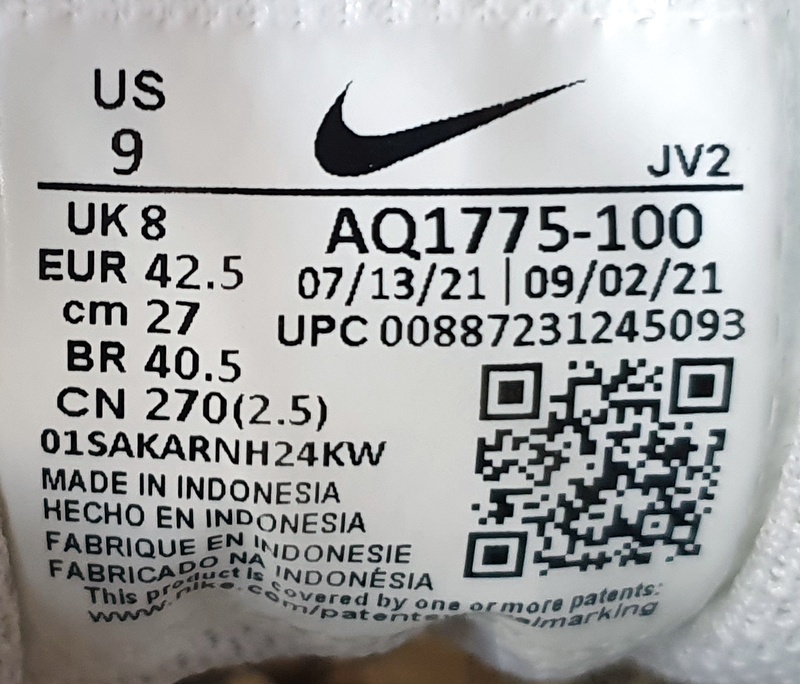 US
9
JV2
UK 8
AQ1775-100
EUR 42.5
07/13/21 | 09/02/21
cm 27
UPC 00887231245093
BR 40.5
CN 270(2.5)
01SAKARNH24KW
MADE IN INDONESIA
HECHO EN INDONESIA
FABRIQUE EN INDONESIE
FABRICADO NA INDONÉSIA
This product is covered by one or more patents:
www.nike.com/patents